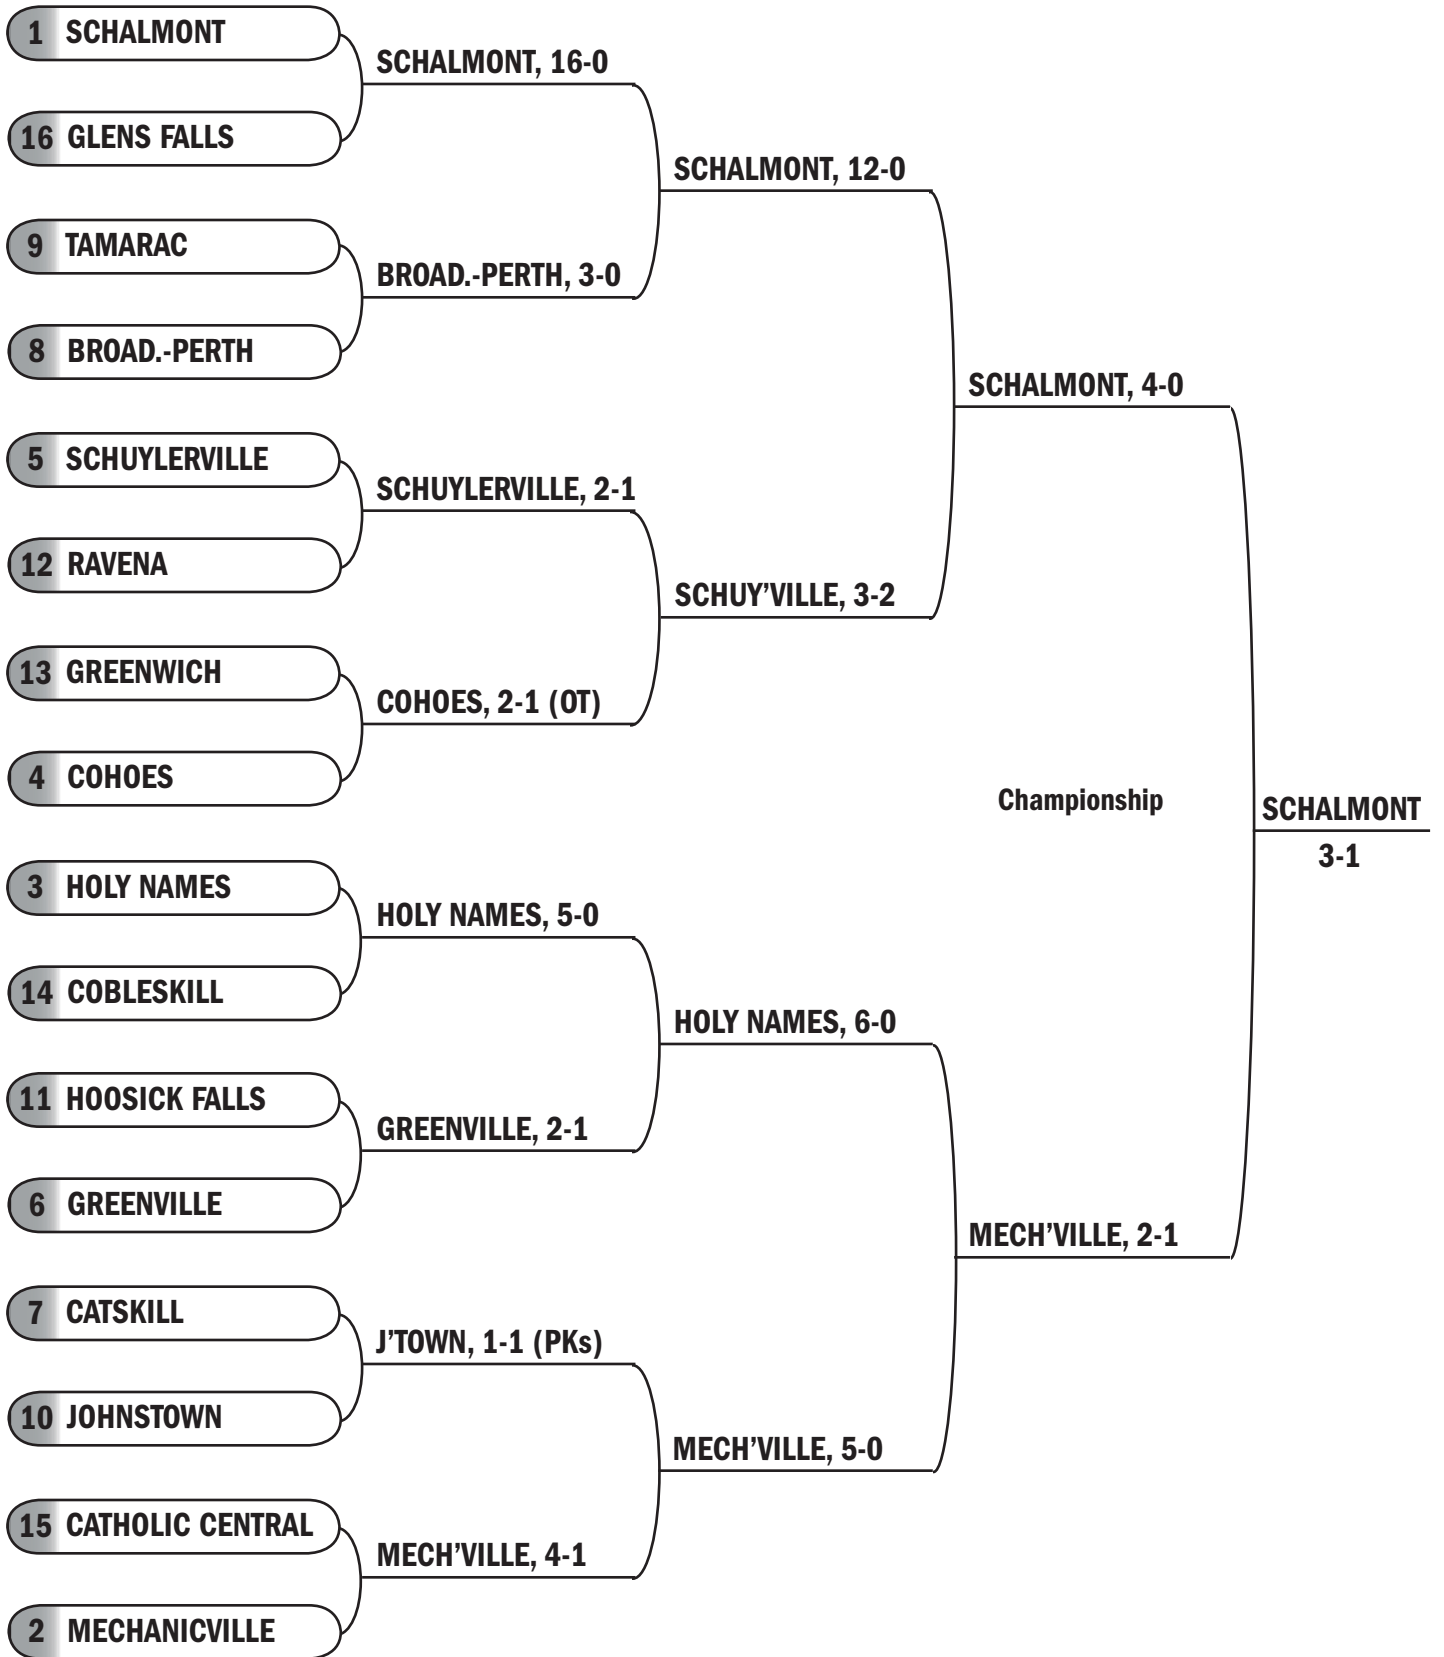 1 SCHALMONT
16 GLENS FALLS
9 TAMARAC
8 BROAD.-PERTH
5 SCHUYLERVILLE
12 RAVENA
13 GREENWICH
4 COHOES
3 HOLY NAMES
14 COBLESKILL
11 HOOSICK FALLS
6 GREENVILLE
7 CATSKILL
10 JOHNSTOWN
15 CATHOLIC CENTRAL
2 MECHANICVILLE
SCHALMONT, 16-0
BROAD.-PERTH, 3-0
SCHUYLERVILLE, 2-1
COHOES, 2-1 (OT)
HOLY NAMES, 5-0
GREENVILLE, 2-1
J’TOWN, 1-1 (PKs)
MECH’VILLE, 4-1
SCHALMONT, 12-0
SCHUY’VILLE, 3-2
HOLY NAMES, 6-0
MECH’VILLE, 5-0
SCHALMONT, 4-0
MECH’VILLE, 2-1
Championship
SCHALMONT
3-1